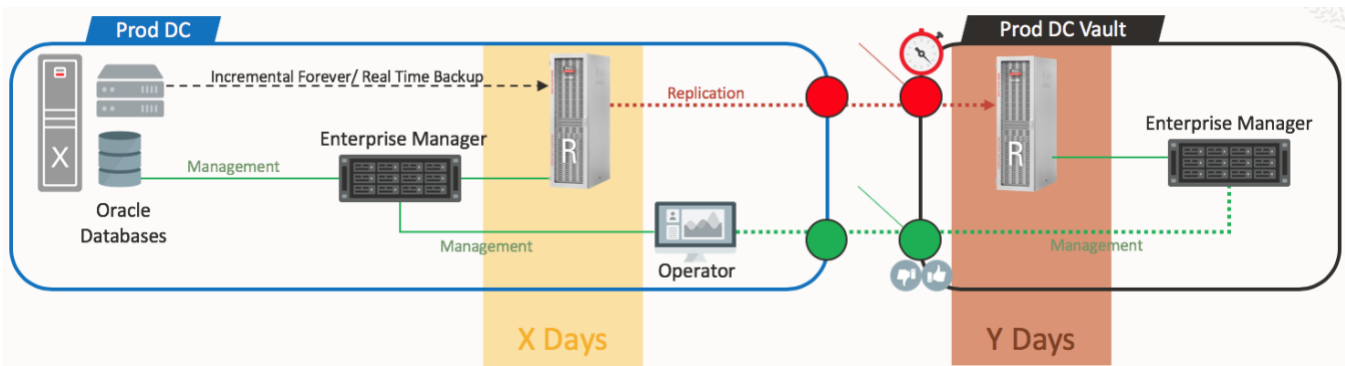 Prod DC
Prod DC Vault
Incremental Forever/ Real Time Backup
Replication
Enterprise Manager
Enterprise Manager
X
R
R
Management
Oracle
Databases
Management
Operator
Management
X Days
Y Days